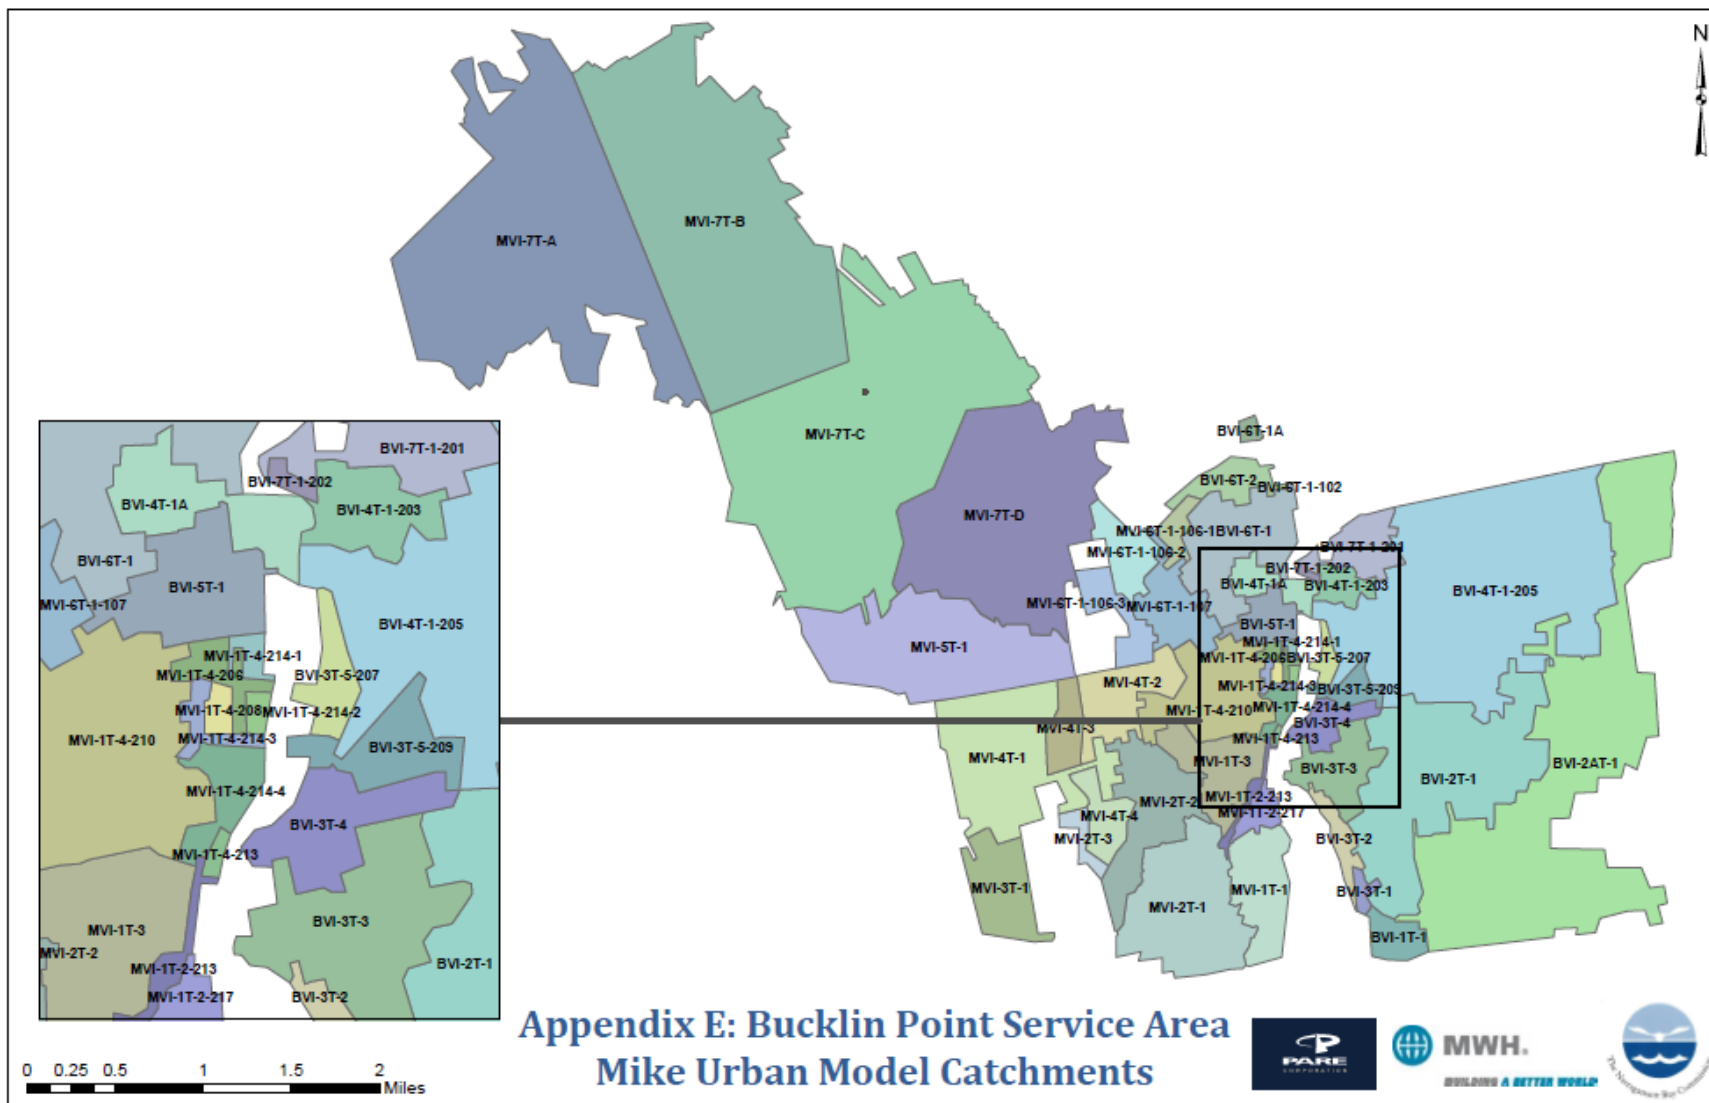 N
MVI-7T-B
MVI-7T-A
MVI-7T-C
BVI-6T-1A
BVI-6T-2
BVI-6T-1-102
MVI-7T-D
MVI-6T-1-106-1
BVI-6T-1
MVI-6T-1-106-2
BVI-7T-1-201
BVI-7T-1-202
BVI-4T-1A
BVI-4T-1-203
BVI-4T-1-205
MVI-6T-1-106-3
MVI-6T-1-107
BVI-5T-1
MVI-5T-1
MVI-1T-4-214-1
MVI-1T-4-206
BVI-3T-5-207
MVI-4T-2
MVI-1T-4-214-3
BVI-3T-5-209
MVI-1T-4-210
MVI-1T-4-214-4
BVI-3T-4
MVI-4T-3
MVI-1T-4-213
MVI-4T-1
MVI-1T-3
BVI-3T-3
BVI-2T-1
BVI-2AT-1
MVI-2T-2
MVI-1T-2-213
MVI-1T-2-217
MVI-4T-4
MVI-2T-3
BVI-3T-2
MVI-3T-1
MVI-1T-1
BVI-3T-1
MVI-2T-1
BVI-1T-1
BVI-7T-1-201
BVI-7T-1-202
BVI-4T-1A
BVI-4T-1-203
BVI-6T-1
BVI-5T-1
MVI-6T-1-107
BVI-4T-1-205
MVI-1T-4-214-1
MVI-1T-4-206
BVI-3T-5-207
MVI-1T-4-208
MVI-1T-4-214-2
MVI-1T-4-210
MVI-1T-4-214-3
BVI-3T-5-209
MVI-1T-4-214-4
BVI-3T-4
MVI-1T-4-213
BVI-3T-3
MVI-1T-3
MVI-2T-2
MVI-1T-2-213
BVI-2T-1
MVI-1T-2-217
BVI-3T-2
Appendix E: Bucklin Point Service Area
Mike Urban Model Catchments
0 0.25 0.5 1 1.5 2
Miles
PARE
CORPORATION
MWH.
BUILDING A BETTER WORLD
The Narragansett Bay Commission